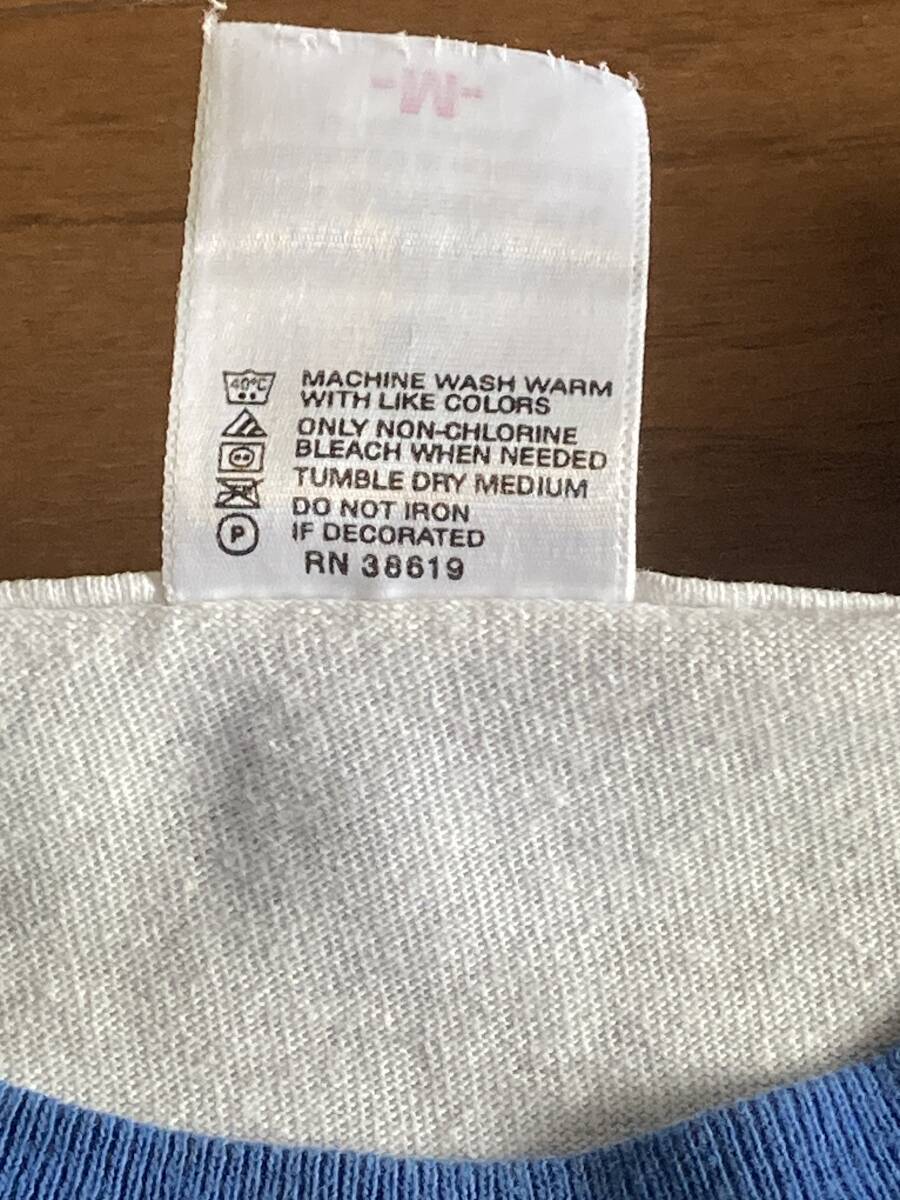 -M-
40°C
MACHINE WASH WARM
WITH LIKE COLORS
ONLY NON-CHLORINE
BLEACH WHEN NEEDED
TUMBLE DRY MEDIUM
DO NOT IRON
IF DECORATED
P
RN 38619